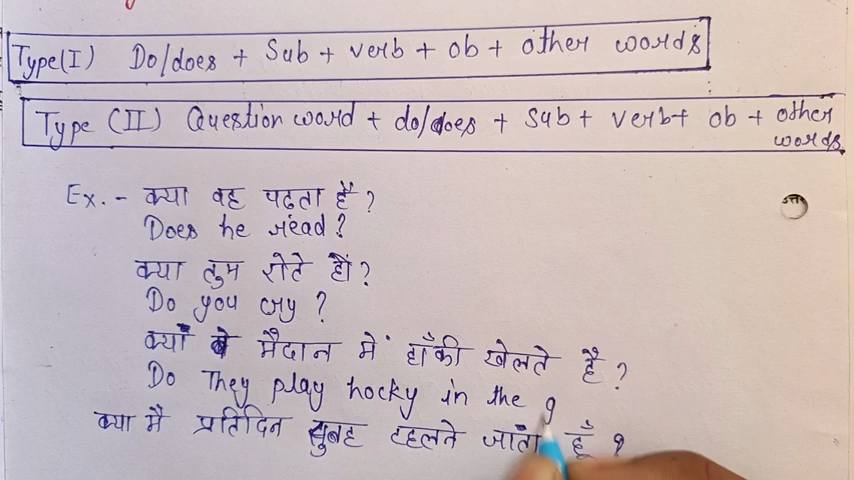 Type(I) Do/does + Sub + verb + ob + other words
Type (II) Question word + do/does + sub + verb+ ob + other
words
Ex. - क्या वह पढ़ता है ?
Does he read ?
क्या तुम रोते हो ?
Do you cry ?
क्या वे मैदान में हॉकी खेलते है ?
Do They play hocky in the g
क्या मै प्रतिदिन सुबह टहलने जाता हूँ ?